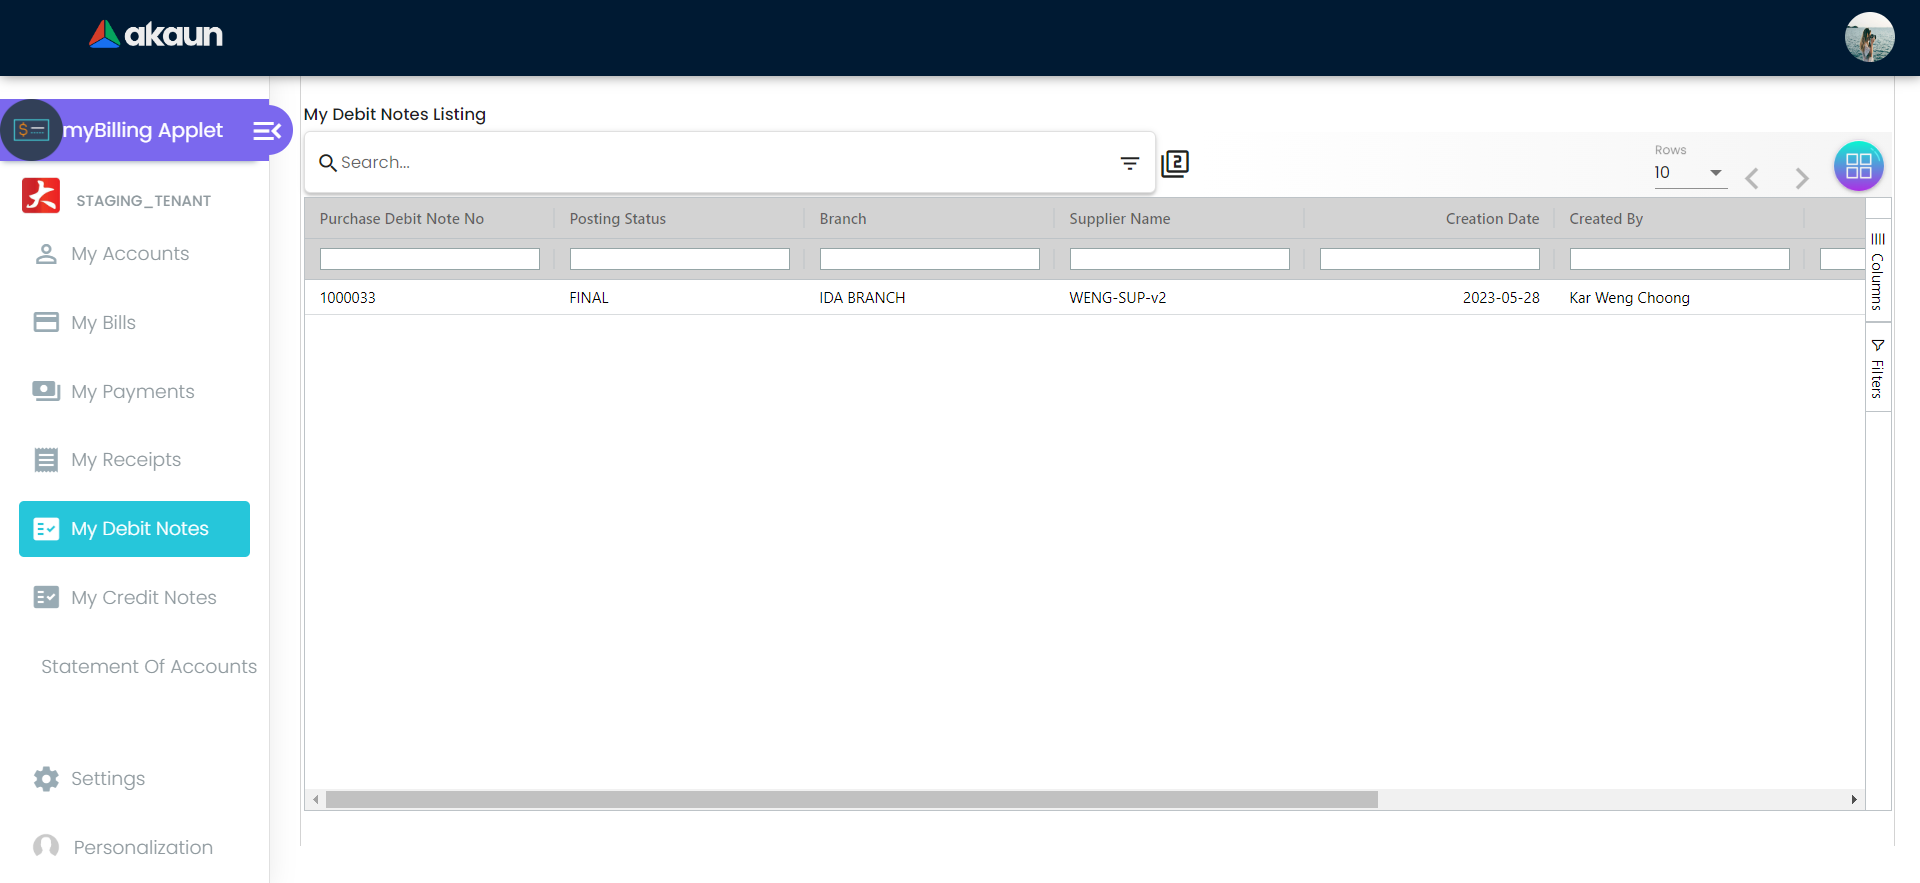 akaun
myBilling Applet
STAGING_TENANT
My Accounts
My Bills
My Payments
My Receipts
My Debit Notes
My Credit Notes
Statement Of Accounts
Settings
Personalization
My Debit Notes Listing
Search...
2
Rows
10
Purchase Debit Note No Posting Status Branch Supplier Name Creation Date Created By
1000033 FINAL IDA BRANCH WENG-SUP-v2 2023-05-28 Kar Weng Choong
Columns
Filters